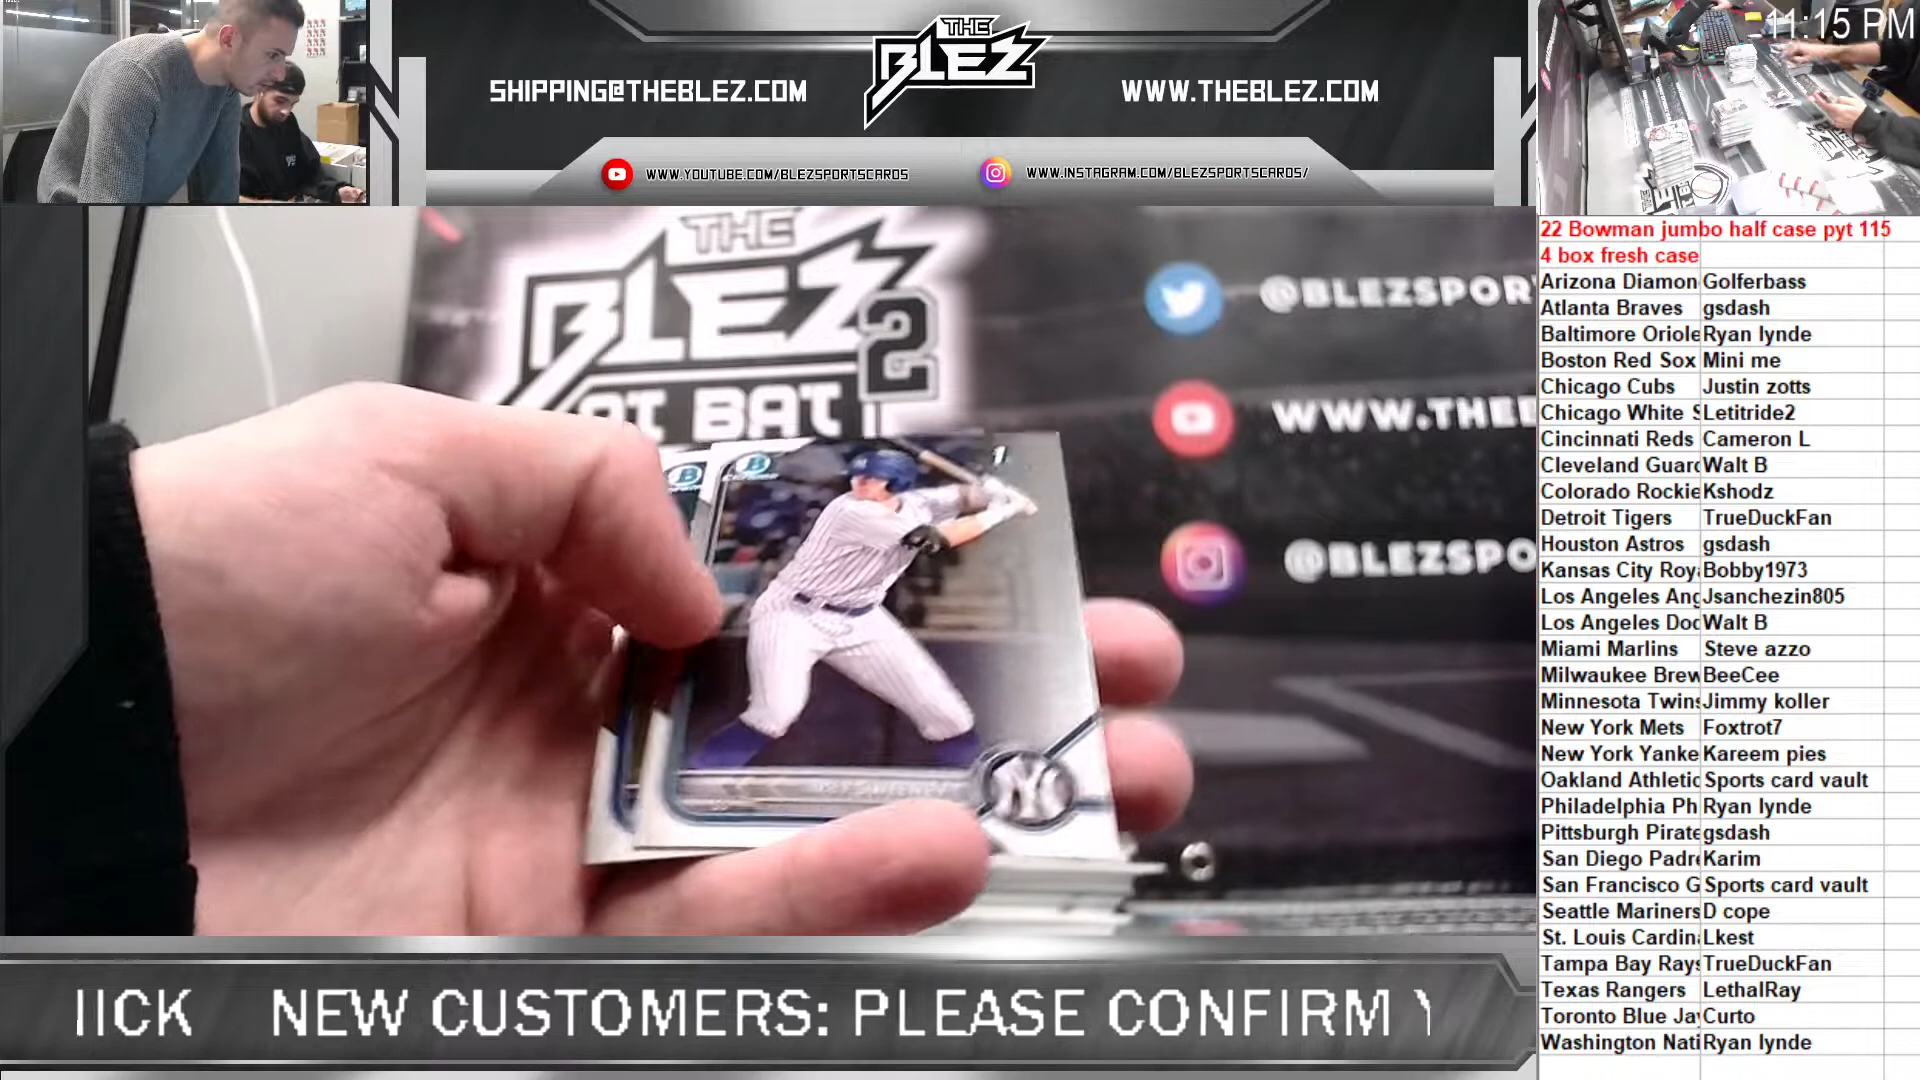 THE
BLEZ
SHIPPING@THEBLEZ.COM
WWW.THEBLEZ.COM
WWW.YOUTUBE.COM/BLEZSPORTSCARDS
WWW.INSTAGRAM.COM/BLEZSPORTSCARDS/
11:15 PM
THE
BLEZ
2
AT BAT
@BLEZSPOR
WWW.THE
@BLEZSPO
SWEENEY
NY
22 Bowman jumbo half case pyt 115
4 box fresh case
Arizona Diamon Golferbass
Atlanta Braves gsdash
Baltimore Oriole Ryan lynde
Boston Red Sox Mini me
Chicago Cubs Justin zotts
Chicago White S Letitride2
Cincinnati Reds Cameron L
Cleveland Guard Walt B
Colorado Rockie Kshodz
Detroit Tigers TrueDuckFan
Houston Astros gsdash
Kansas City Roy Bobby1973
Los Angeles Ang Jsanchezin805
Los Angeles Doc Walt B
Miami Marlins Steve azzo
Milwaukee Brew BeeCee
Minnesota Twins Jimmy koller
New York Mets Foxtrot7
New York Yanke Kareem pies
Oakland Athletic Sports card vault
Philadelphia Ph Ryan lynde
Pittsburgh Pirate gsdash
San Diego Padre Karim
San Francisco G Sports card vault
Seattle Mariners D cope
St. Louis Cardin Lkest
Tampa Bay Rays TrueDuckFan
Texas Rangers LethalRay
Toronto Blue Jay Curto
Washington Nati Ryan lynde
IICK NEW CUSTOMERS: PLEASE CONFIRM Y